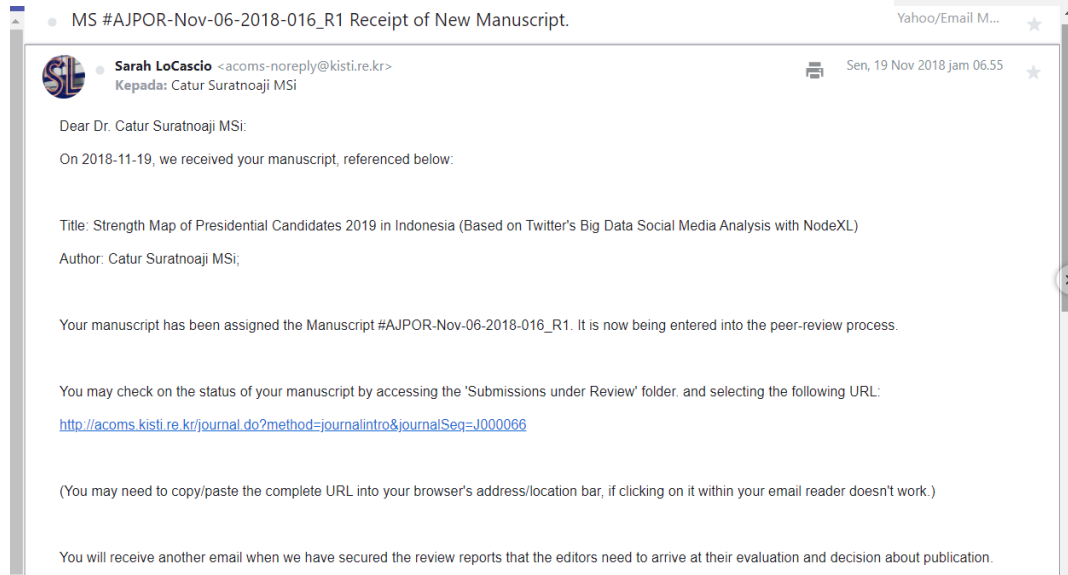 MS #AJPOR-Nov-06-2018-016_R1 Receipt of New Manuscript.
Yahoo/Email M...
SL
Sarah LoCascio <acoms-noreply@kisti.re.kr>
Sen, 19 Nov 2018 jam 06.55
Kepada: Catur Suratnoaji MSi
Dear Dr. Catur Suratnoaji MSi:
On 2018-11-19, we received your manuscript, referenced below:
Title: Strength Map of Presidential Candidates 2019 in Indonesia (Based on Twitter's Big Data Social Media Analysis with NodeXL)
Author: Catur Suratnoaji MSi;
Your manuscript has been assigned the Manuscript #AJPOR-Nov-06-2018-016_R1. It is now being entered into the peer-review process.
You may check on the status of your manuscript by accessing the 'Submissions under Review' folder. and selecting the following URL:
http://acoms.kisti.re.kr/journal.do?method=journalintro&journalSeq=J000066
(You may need to copy/paste the complete URL into your browser's address/location bar, if clicking on it within your email reader doesn't work.)
You will receive another email when we have secured the review reports that the editors need to arrive at their evaluation and decision about publication.